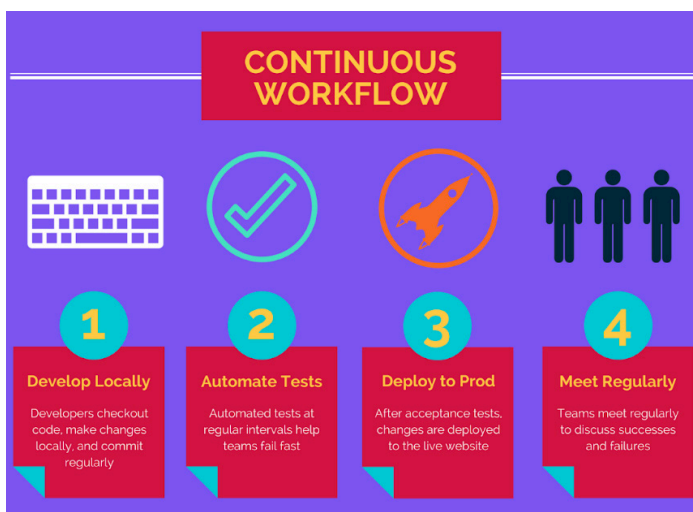 CONTINUOUS
WORKFLOW
1
Develop Locally
Developers checkout
code, make changes
locally, and commit
regularly
2
Automate Tests
Automated tests at
regular intervals help
teams fail fast
3
Deploy to Prod
After acceptance tests,
changes are deployed
to the live website
4
Meet Regularly
Teams meet regularly
to discuss successes
and failures